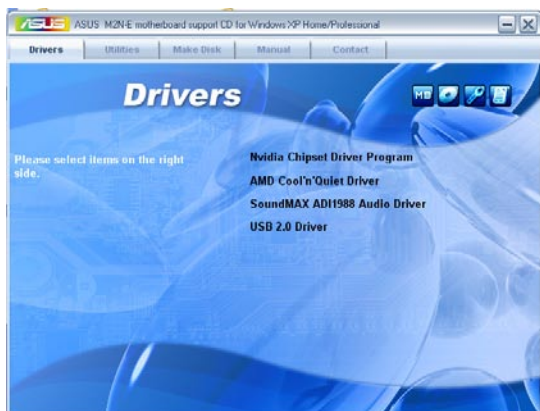 ASUS ASUS M2N-E motherboard support CD for Windows XP Home/Professional
Drivers Utilities Make Disk Manual Contact
Drivers
MB
Please select items on the right
side.
Nvidia Chipset Driver Program
AMD Cool'n'Quiet Driver
SoundMAX ADI1988 Audio Driver
USB 2.0 Driver